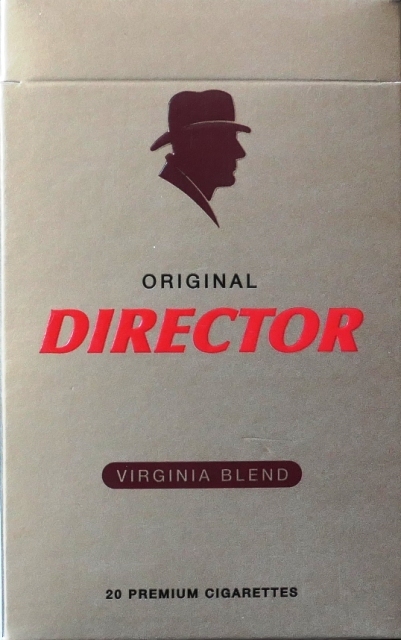 ORIGINAL
DIRECTOR
VIRGINIA BLEND
20 PREMIUM CIGARETTES